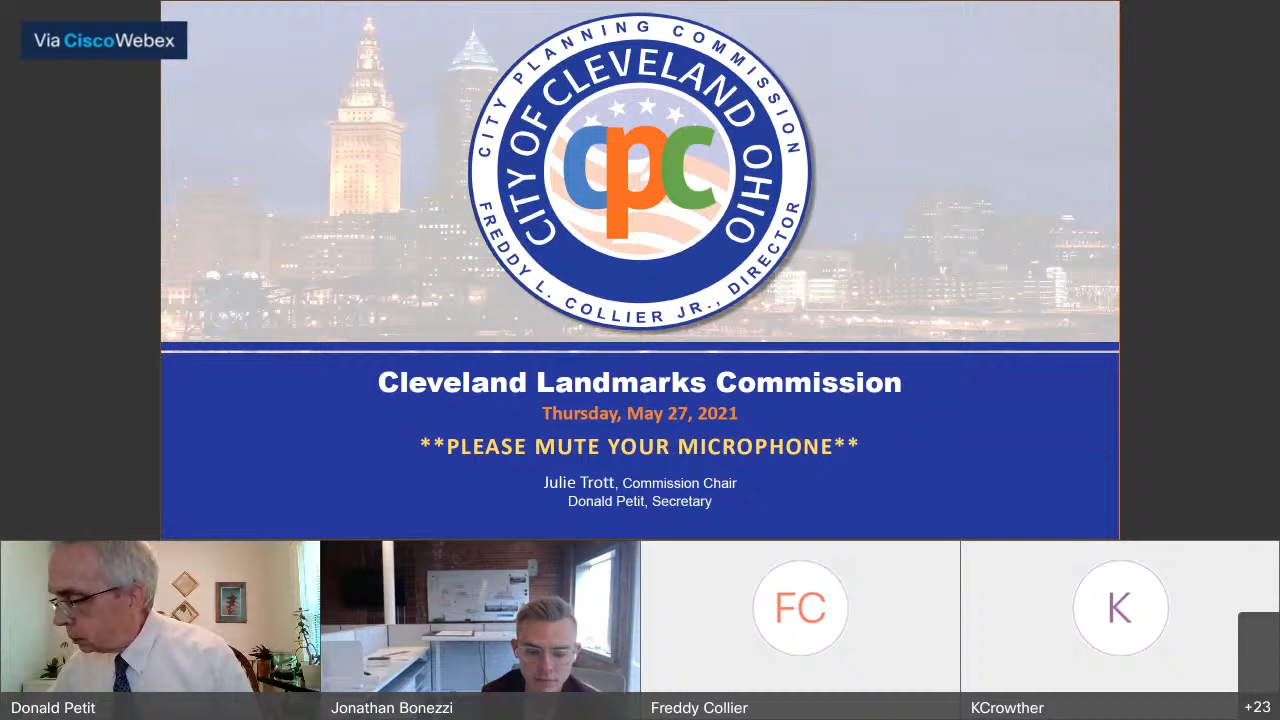 Via CiscoWebex
CITY PLANNING COMMISSION
CITY OF CLEVELAND OHIO
cpc
FREDDY L. COLLIER JR., DIRECTOR
Cleveland Landmarks Commission
Thursday, May 27, 2021
**PLEASE MUTE YOUR MICROPHONE**
Julie Trott, Commission Chair
Donald Petit, Secretary
FC
K
Donald Petit
Jonathan Bonezzi
Freddy Collier
KCrowther
+23